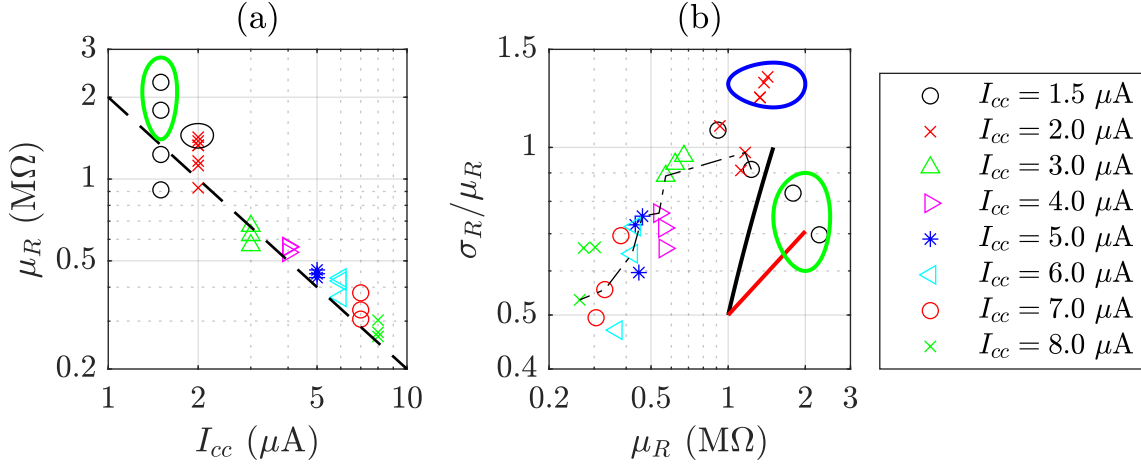 (a)
3
2
1
0.5
0.2
1
2
5
10
μ_R (MΩ)
I_cc (μA)
(b)
1.5
1
0.5
0.4
0.2
0.5
1
2
3
σ_R/μ_R
μ_R (MΩ)
I_cc = 1.5 μA
I_cc = 2.0 μA
I_cc = 3.0 μA
I_cc = 4.0 μA
I_cc = 5.0 μA
I_cc = 6.0 μA
I_cc = 7.0 μA
I_cc = 8.0 μA